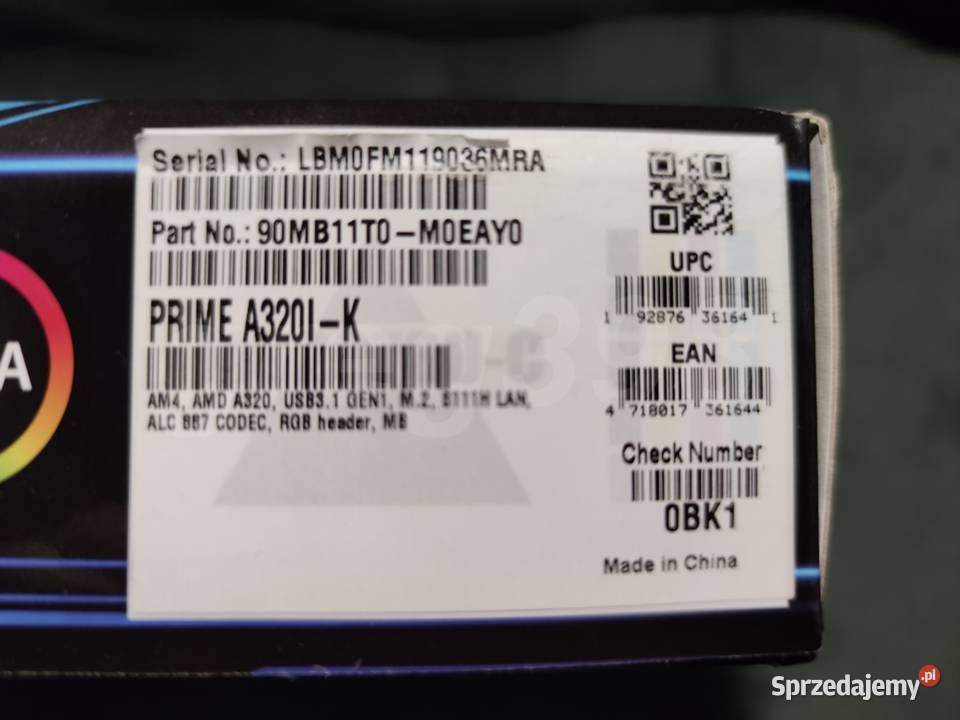 Serial No.: LBM0FM119036MRA
Part No.: 90MB11T0-M0EAY0
PRIME A320I-K
AM4, AMD A320, USB3.1 GEN1, M.2, 8111H LAN,
ALC 887 CODEC, RGB header, MB
UPC
1 92876 36164 1
EAN
4 718017 361644
Check Number
0BK1
Made in China
A
Sprzedajemy.pl